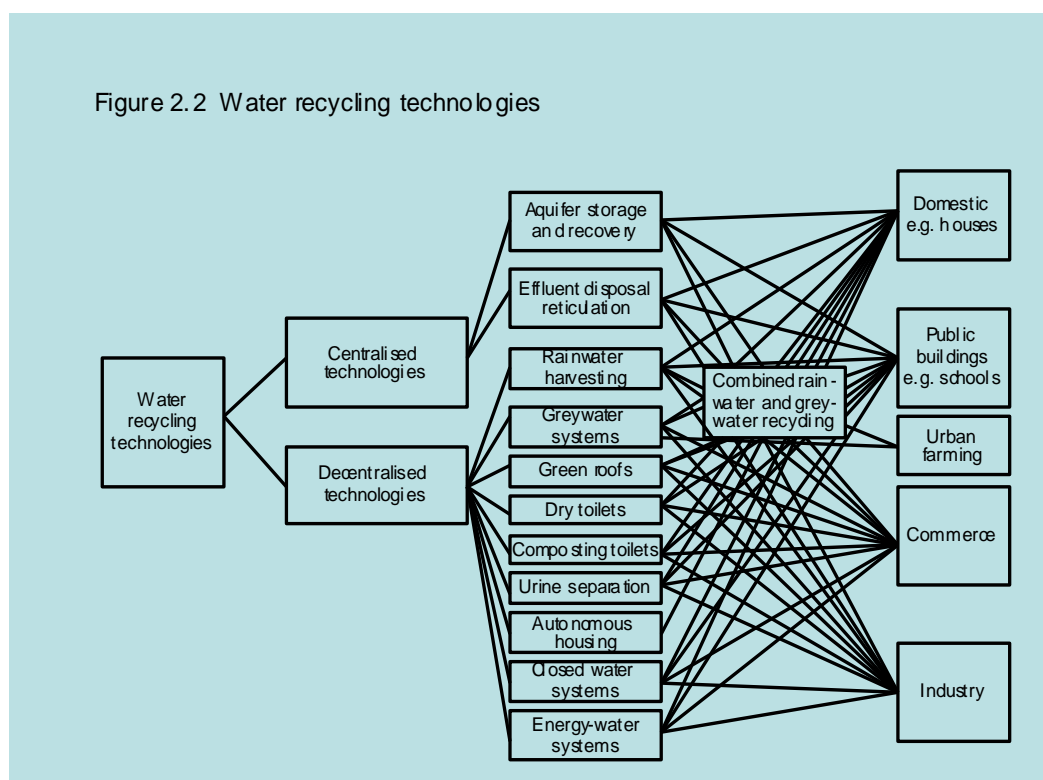 Figure 2.2 Water recycling technologies
Water
recycling
technologies
Centralised
technologies
Decentralised
technologies
Aquifer storage
and recovery
Effluent disposal
reticulation
Rainwater
harvesting
Greywater
systems
Green roofs
Dry toilets
Composting toilets
Urine separation
Autonomous
housing
Closed water
systems
Energy-water
systems
Combined rain-
water and grey-
water recycling
Domestic
e.g. houses
Public
buildings
e.g. schools
Urban
farming
Commerce
Industry